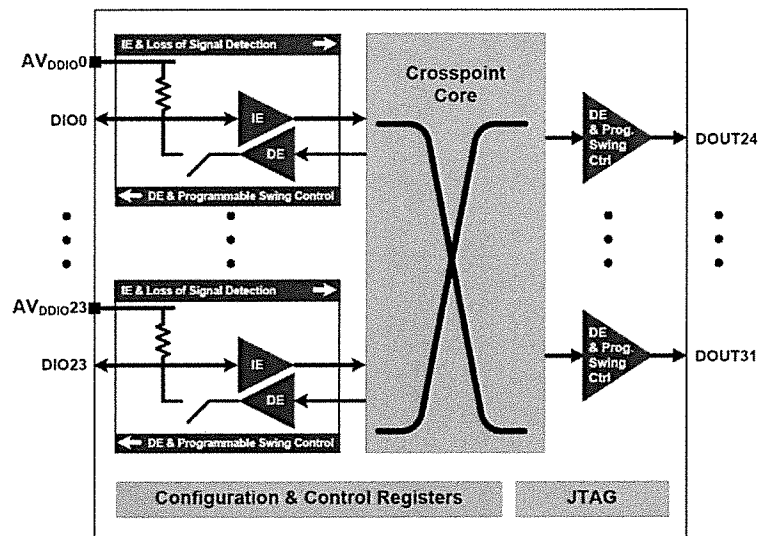 IE & Loss of Signal Detection
AVDDIO0
DIO0
IE
DE
DE & Programmable Swing Control
Crosspoint
Core
DE
& Prog.
Swing
Ctrl
DOUT24
IE & Loss of Signal Detection
AVDDIO23
DIO23
IE
DE
DE & Programmable Swing Control
DE
& Prog.
Swing
Ctrl
DOUT31
Configuration & Control Registers
JTAG